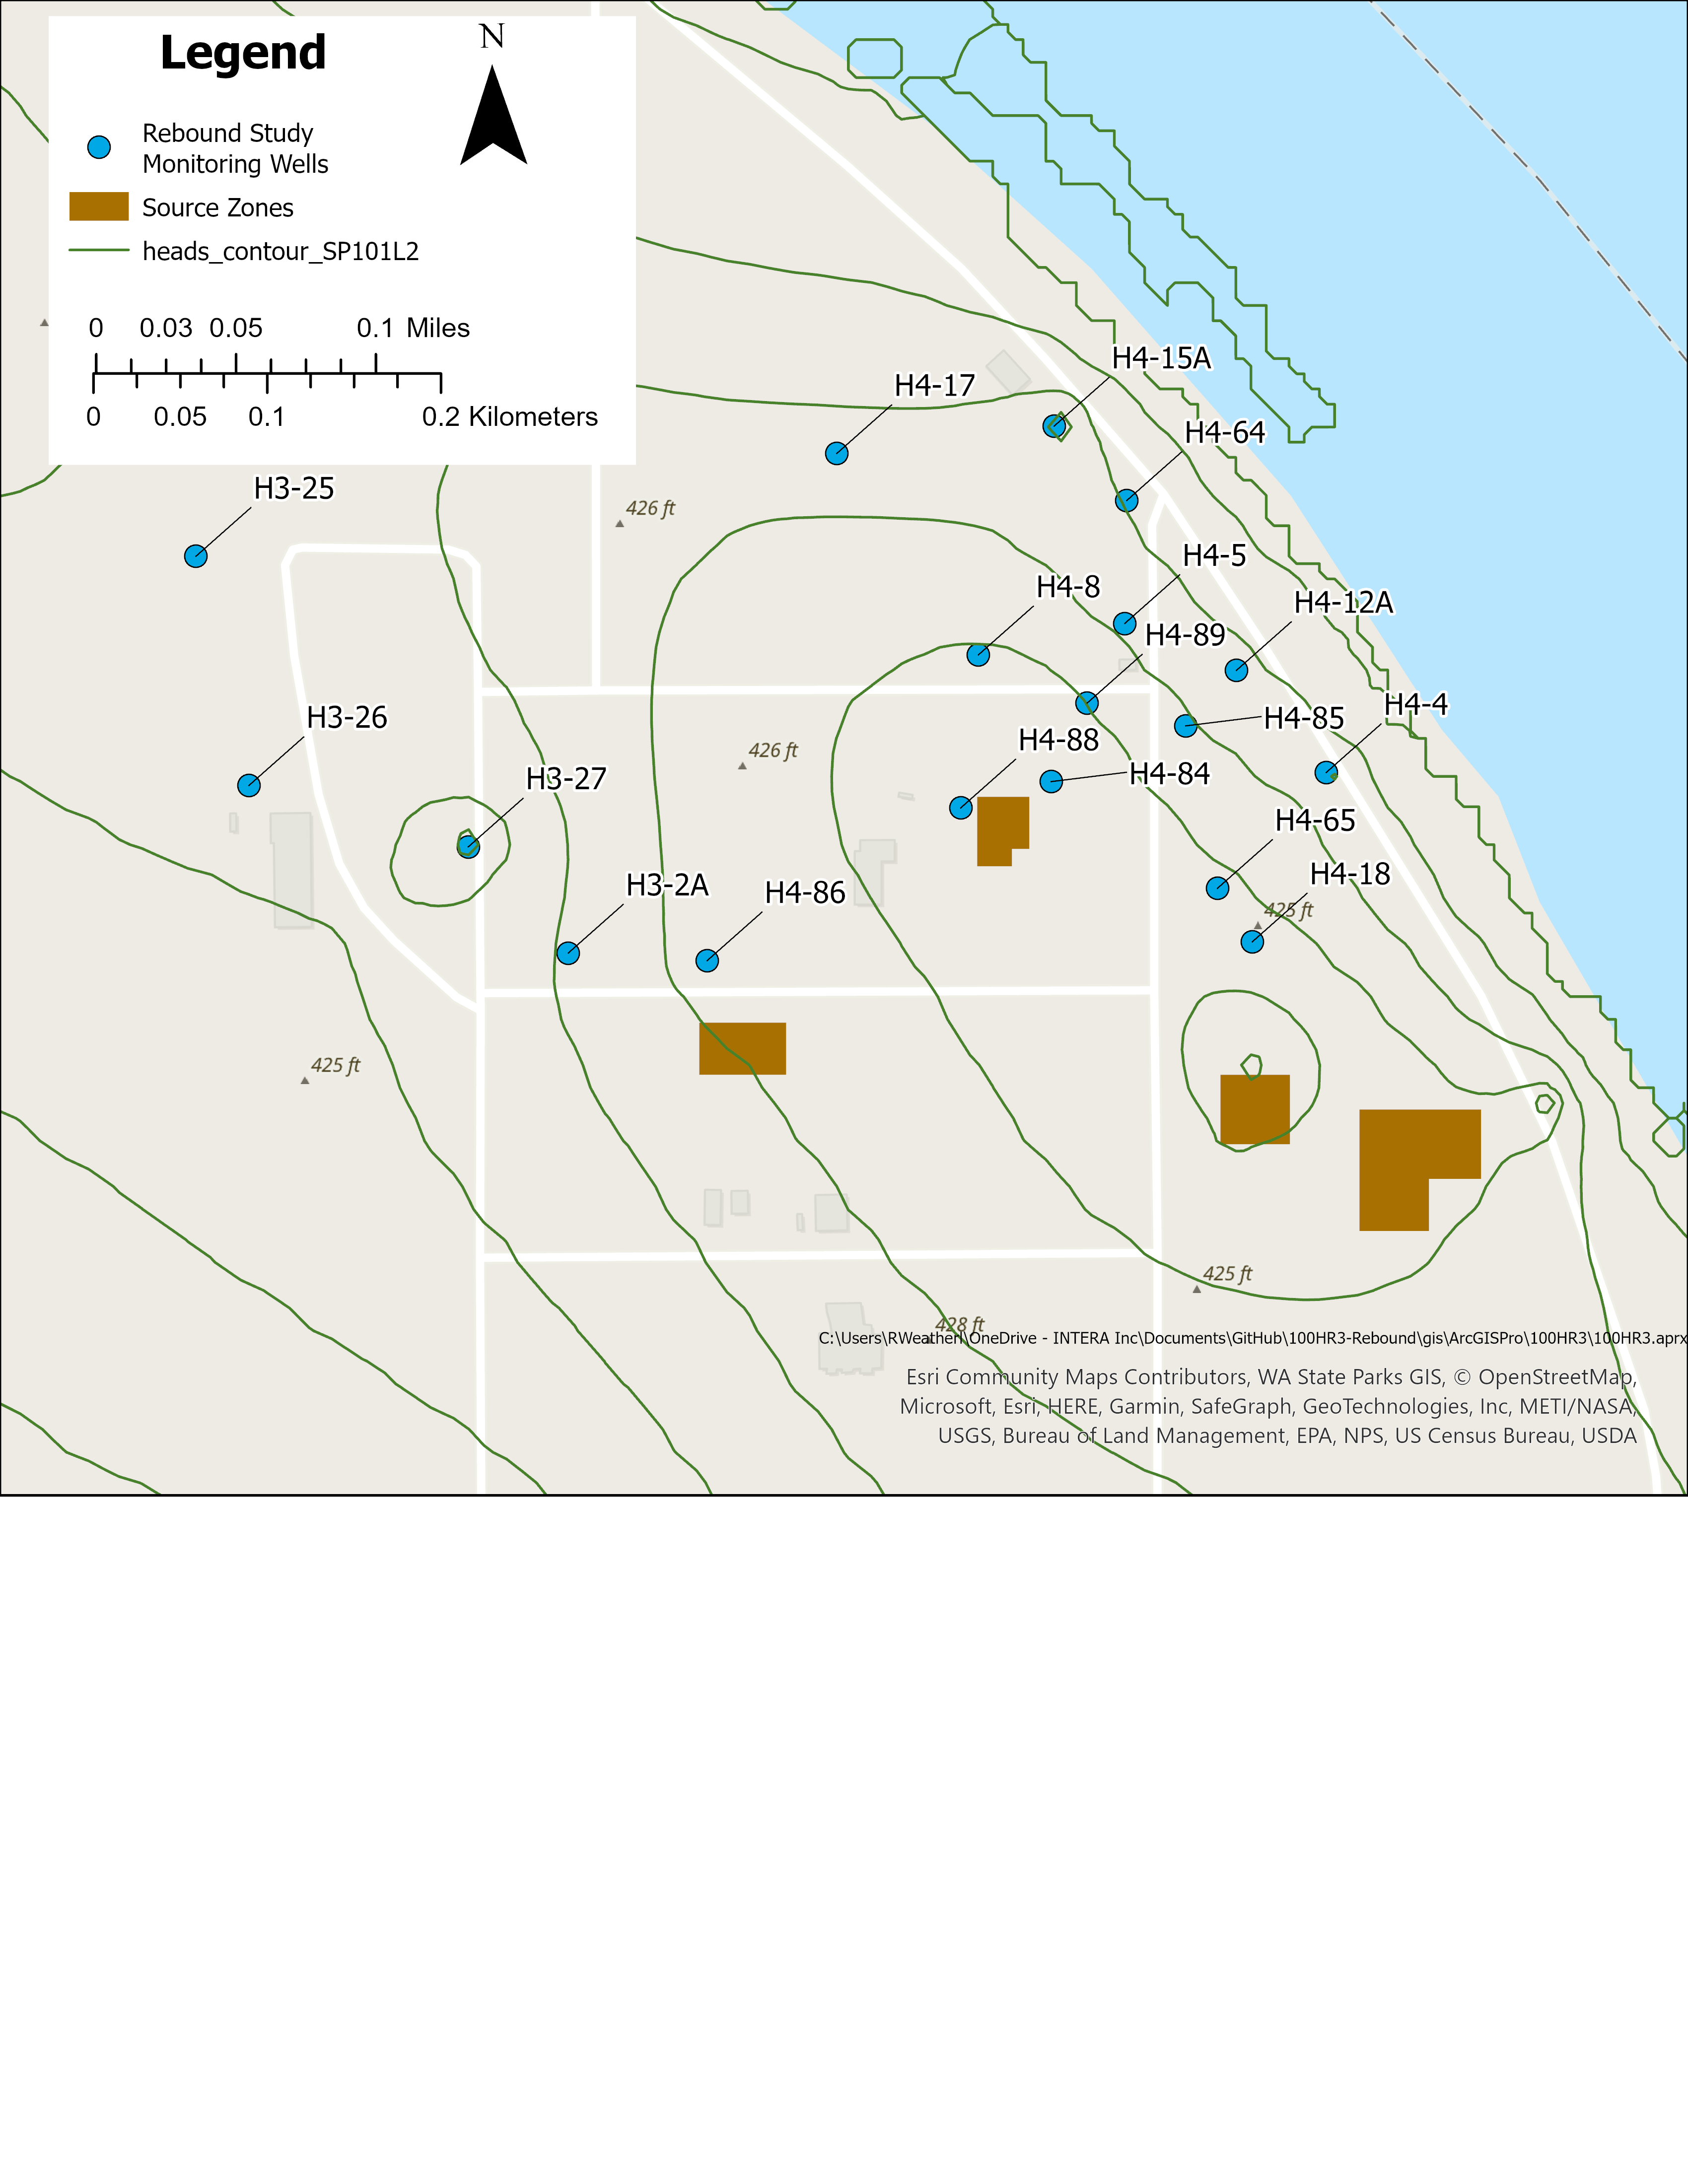 Legend
N
Rebound Study
Monitoring Wells
Source Zones
heads_contour_SP101L2
0 0.03 0.05 0.1 Miles
0 0.05 0.1 0.2 Kilometers
H4-15A
H4-17
H4-64
H3-25
426 ft
H4-5
H4-8
H4-12A
H4-89
H4-4
H3-26
H4-85
H4-88
426 ft
H4-84
H3-27
H4-65
H4-18
H3-2A
H4-86
425 ft
425 ft
425 ft
428 ft
C:\Users\RWeatherl\OneDrive - INTERA Inc\Documents\GitHub\100HR3-Rebound\gis\ArcGISPro\100HR3\100HR3.aprx
Esri Community Maps Contributors, WA State Parks GIS, © OpenStreetMap,
Microsoft, Esri, HERE, Garmin, SafeGraph, GeoTechnologies, Inc, METI/NASA,
USGS, Bureau of Land Management, EPA, NPS, US Census Bureau, USDA